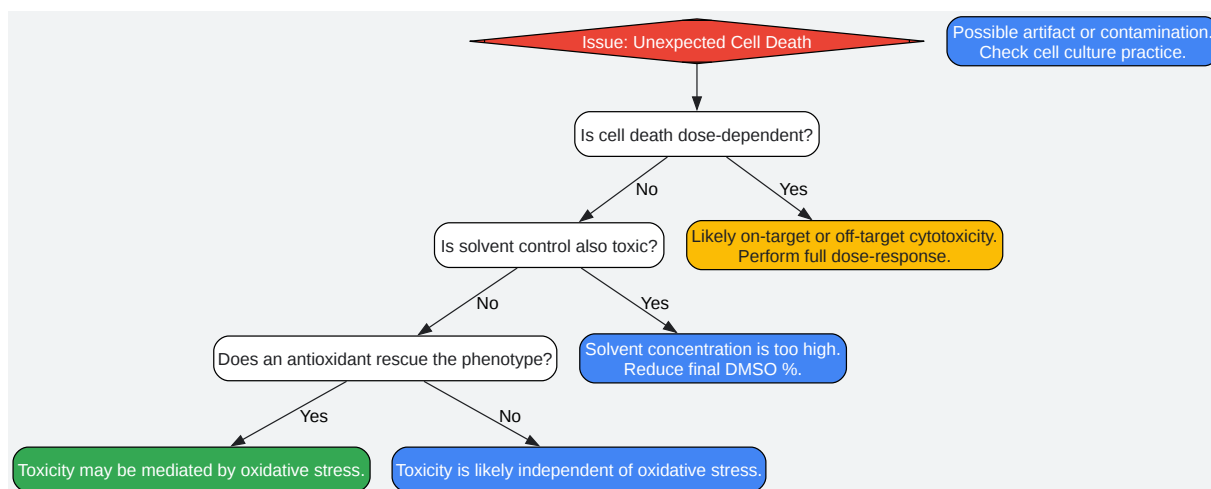 Issue: Unexpected Cell Death
Possible artifact or contamination.
Check cell culture practice.
Is cell death dose-dependent?
No
Yes
Is solvent control also toxic?
Likely on-target or off-target cytotoxicity.
Perform full dose-response.
No
Yes
Does an antioxidant rescue the phenotype?
Solvent concentration is too high.
Reduce final DMSO %.
Yes
No
Toxicity may be mediated by oxidative stress.
Toxicity is likely independent of oxidative stress.